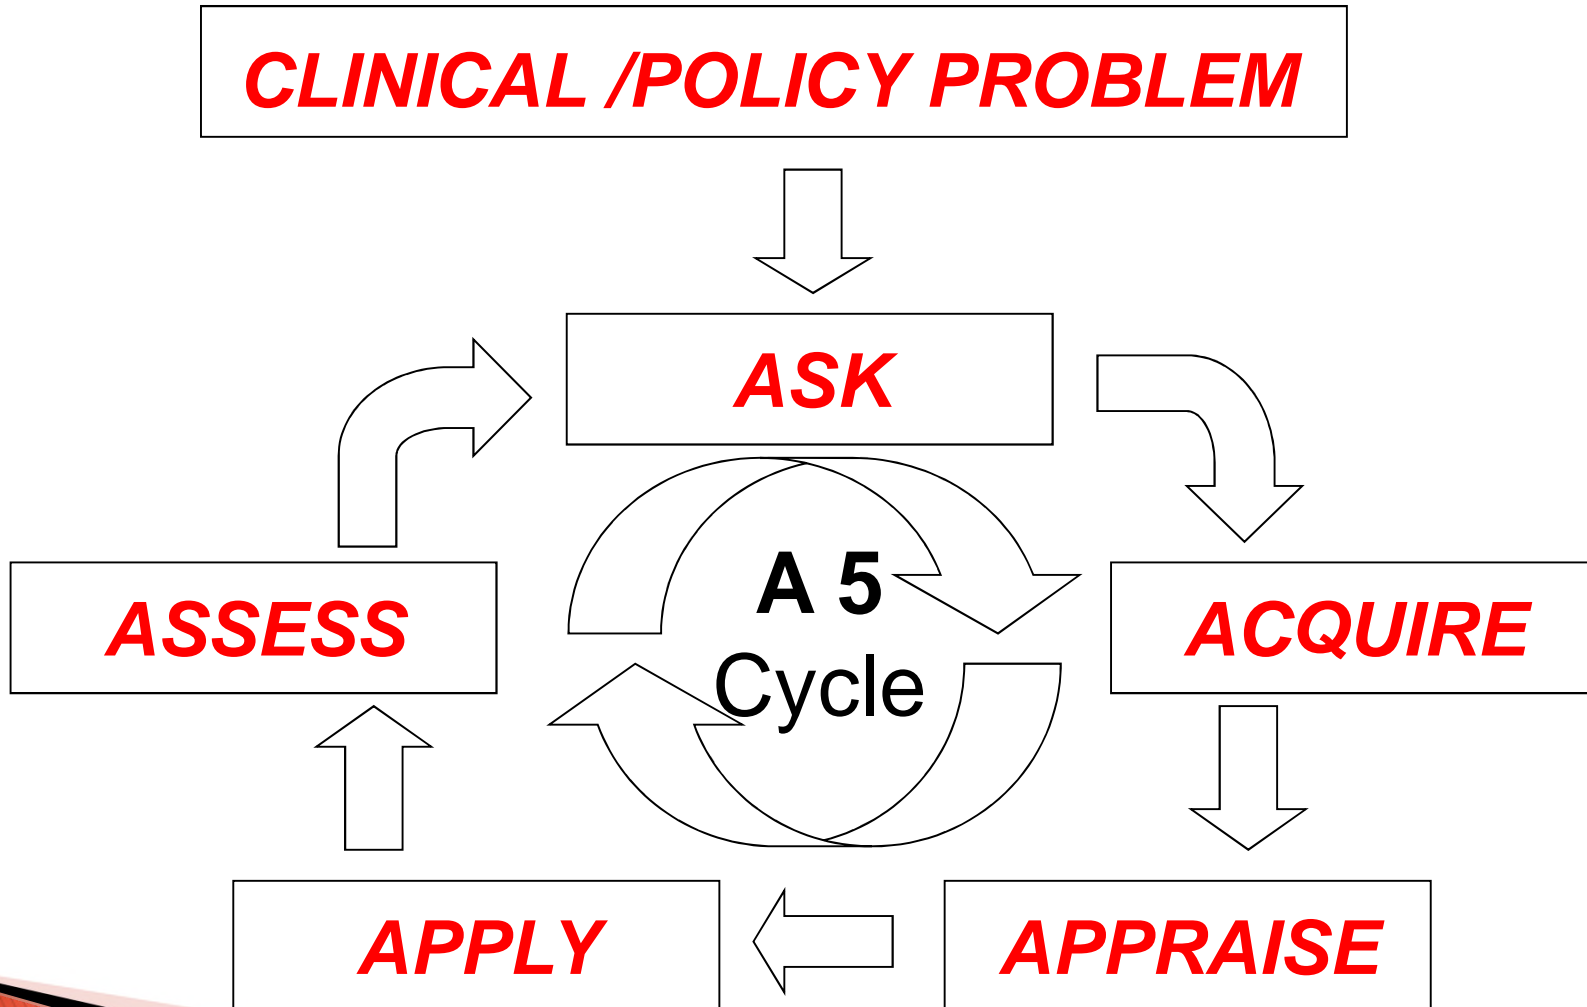 CLINICAL /POLICY PROBLEM
ASK
ASSESS
A 5
Cycle
ACQUIRE
APPLY
APPRAISE